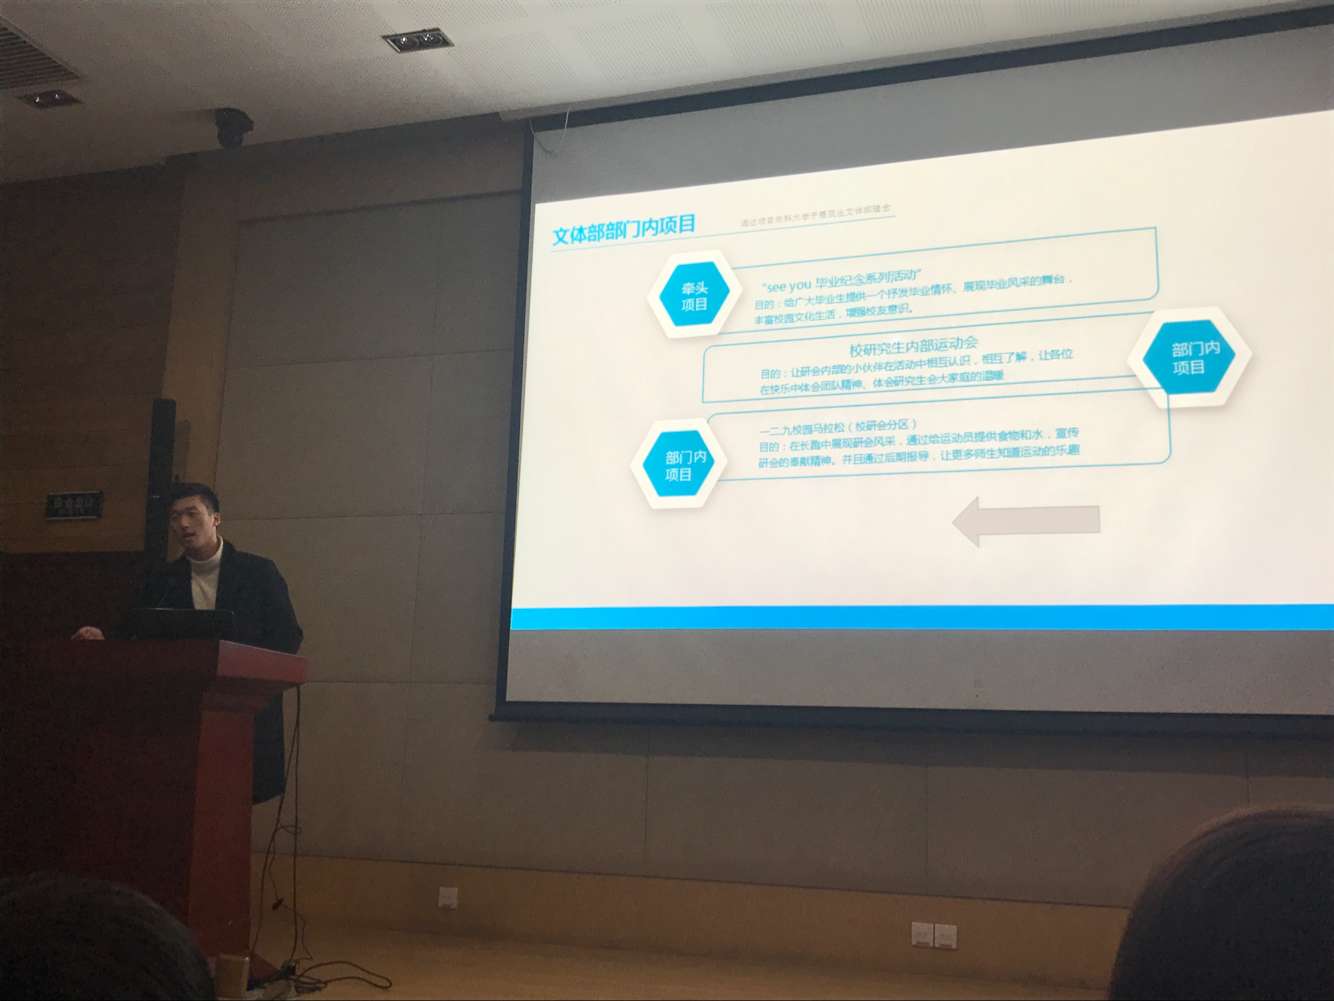 文体部部门内项目
牵头
项目
“see you 毕业纪念系列活动”
目的：给广大毕业生提供一个抒发毕业情怀、展现毕业风采的舞台，
丰富校园文化生活，增强校友意识。
校研究生内部运动会
目的：让研会内部的小伙伴在活动中相互认识，相互了解，让各位
在快乐中体会团队精神、体会研究生会大家庭的温暖
部门内
项目
一二九校园马拉松（校研会分区）
目的：在长跑中展现研会风采，通过给运动员提供食物和水，宣传
研会的奉献精神。并且通过后期报导，让更多师生知道运动的乐趣
部门内
项目